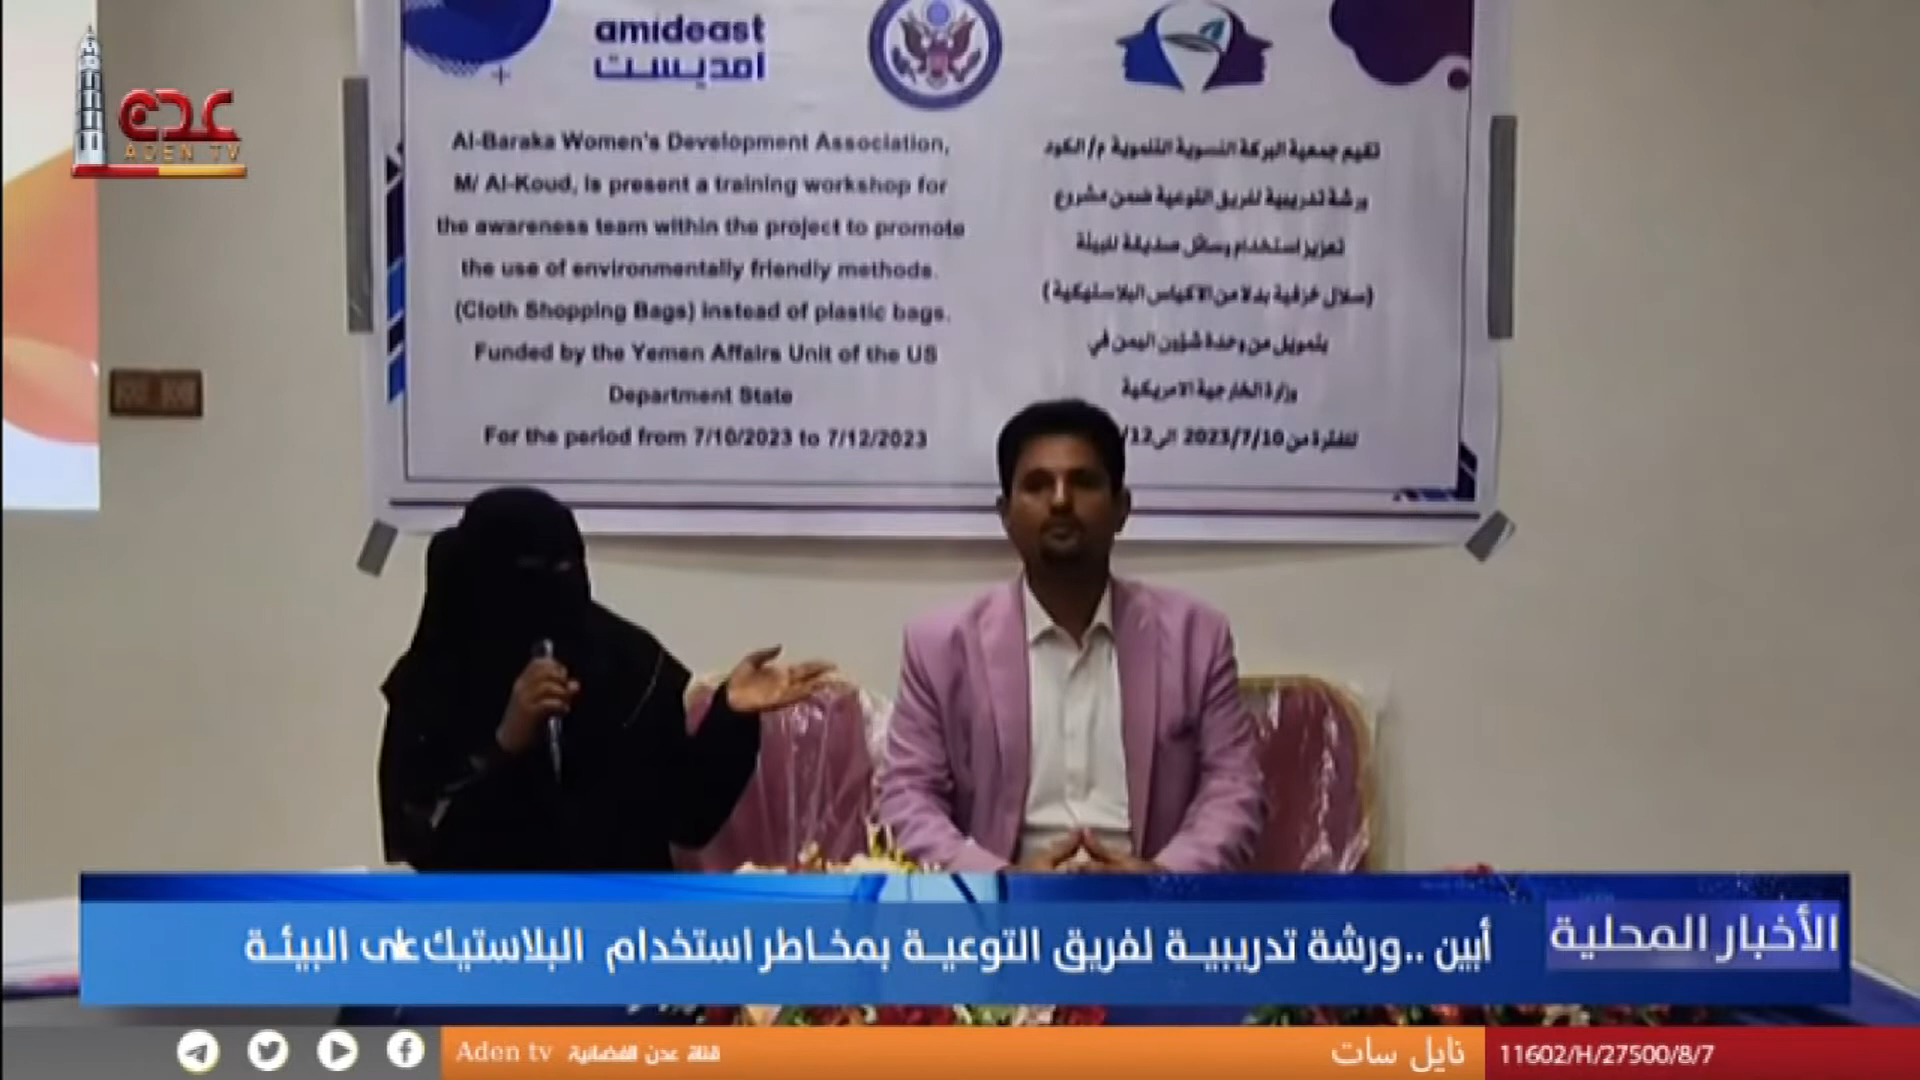 عدن
ADEN TV
amideast
امديست
Al-Baraka Women's Development Association,
M/ Al-Koud, is present a training workshop for
the awareness team within the project to promote
the use of environmentally friendly methods.
(Cloth Shopping Bags) instead of plastic bags.
Funded by the Yemen Affairs Unit of the US
Department State
For the period from 7/10/2023 to 7/12/2023
تقيم جمعية البركة النسوية التنموية م/الكود
ورشة تدريبية لفريق التوعية ضمن مشروع
تعزيز استخدام وسائل صديقة للبيئة
(سلال خزفية بدلا من الاكياس البلاستيكية)
بتمويل من وحدة شؤون اليمن في
وزارة الخارجية الامريكية
للفترة من 2023/7/10 الى 12/
الأخبار المحلية
أبين ..ورشة تدريبية لفريق التوعية بمخاطر استخدام البلاستيك على البيئة
Aden tv قناة عدن الفضائية
نايل سات
11602/H/27500/8/7